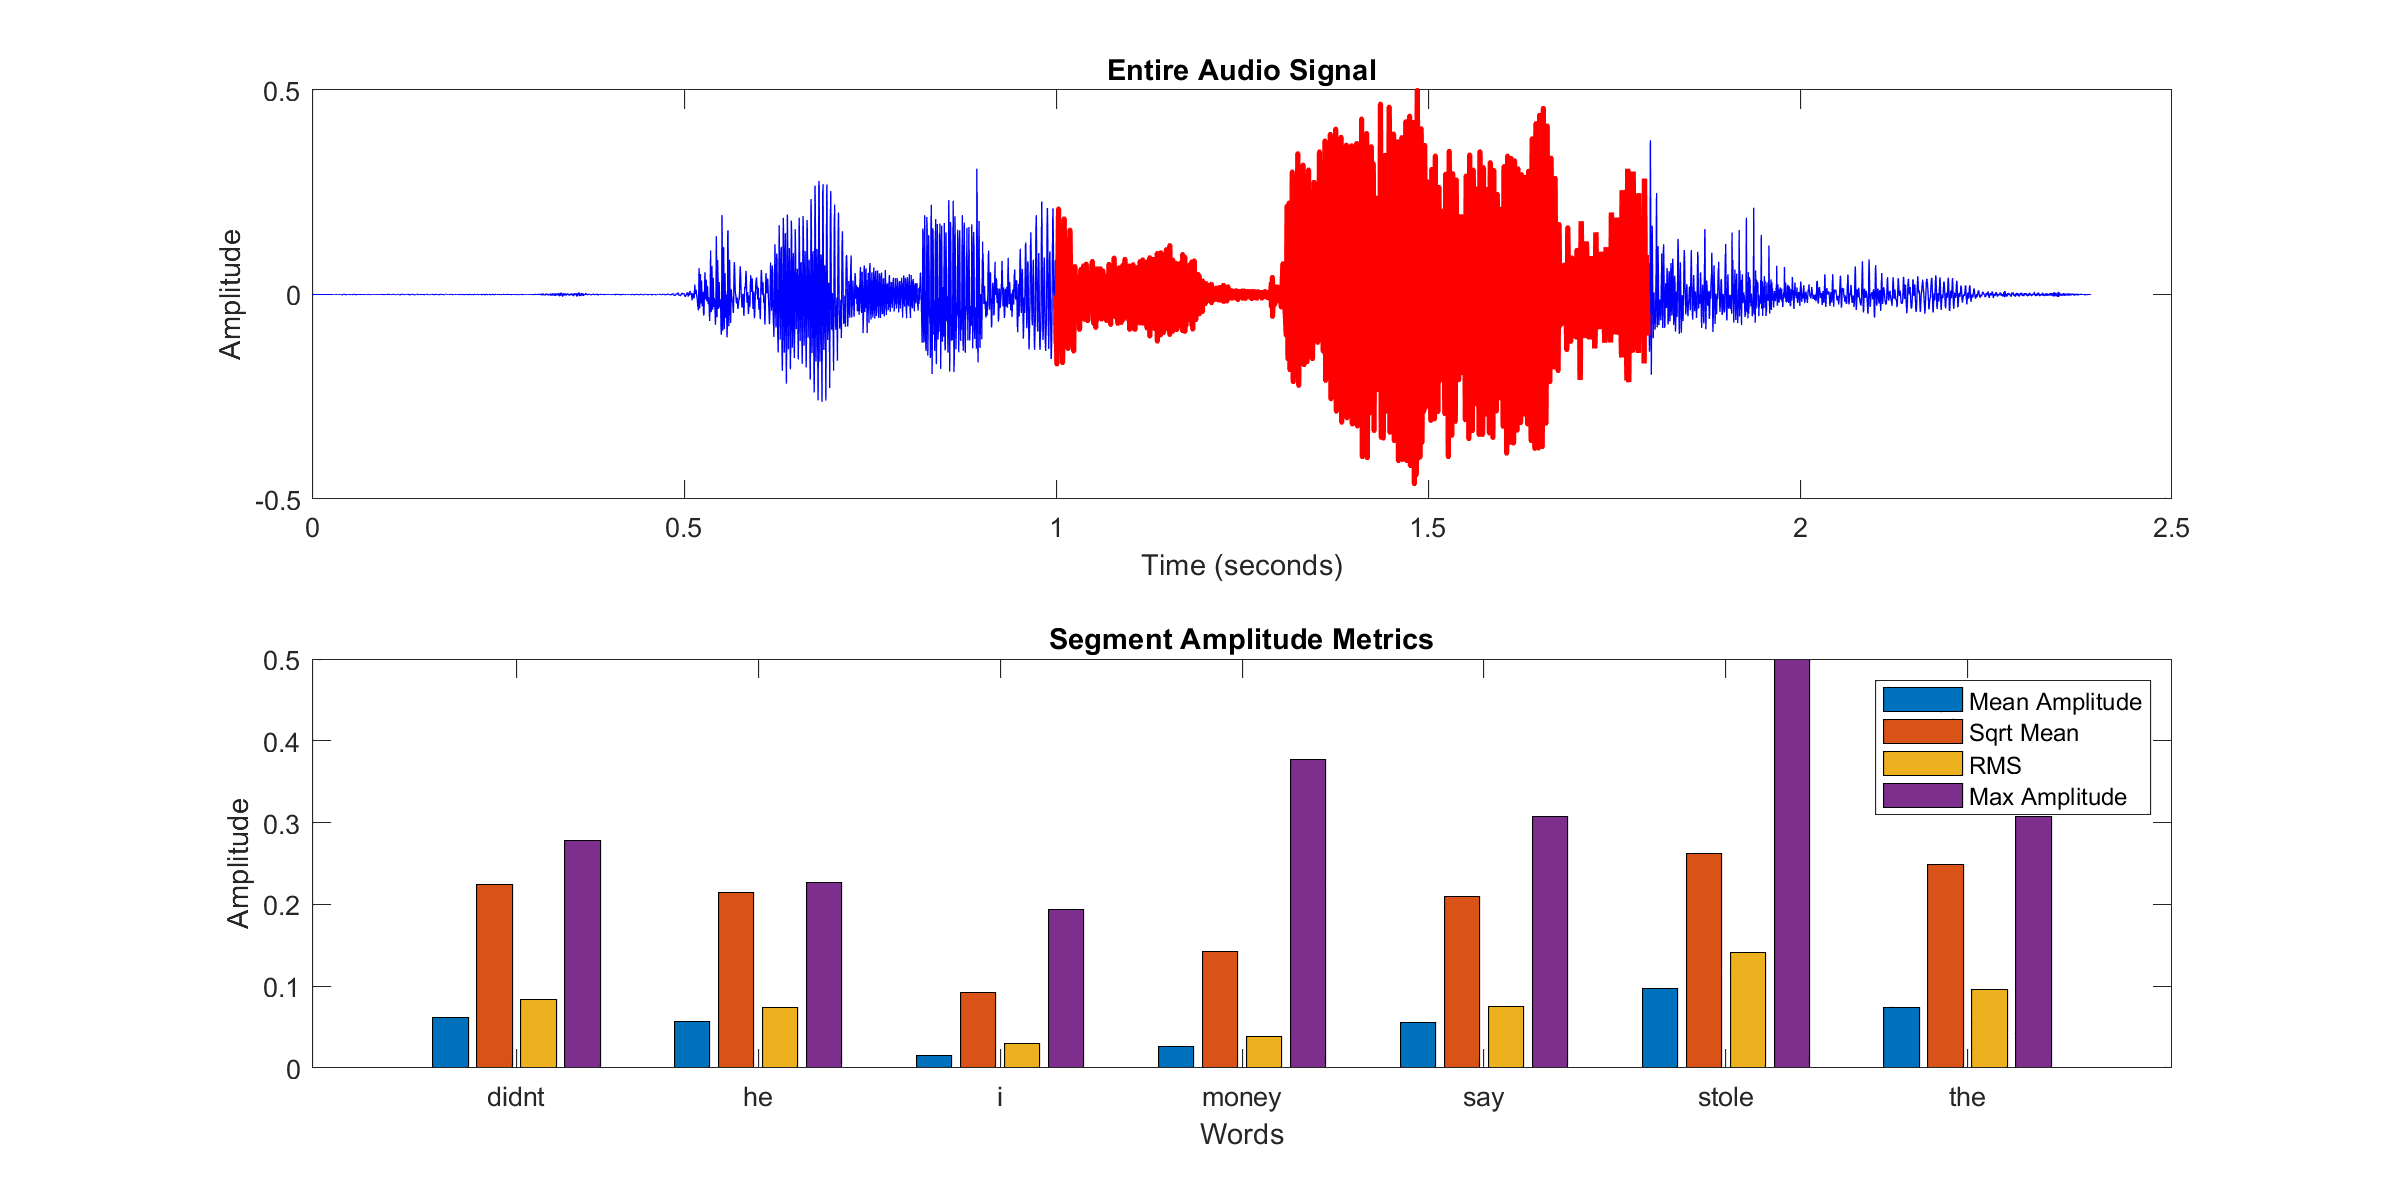 Entire Audio Signal
0.5
0
-0.5
Amplitude
0 0.5 1 1.5 2 2.5
Time (seconds)
Segment Amplitude Metrics
0.5
0.4
0.3
0.2
0.1
0
Amplitude
Mean Amplitude
Sqrt Mean
RMS
Max Amplitude
didnt he i money say stole the
Words